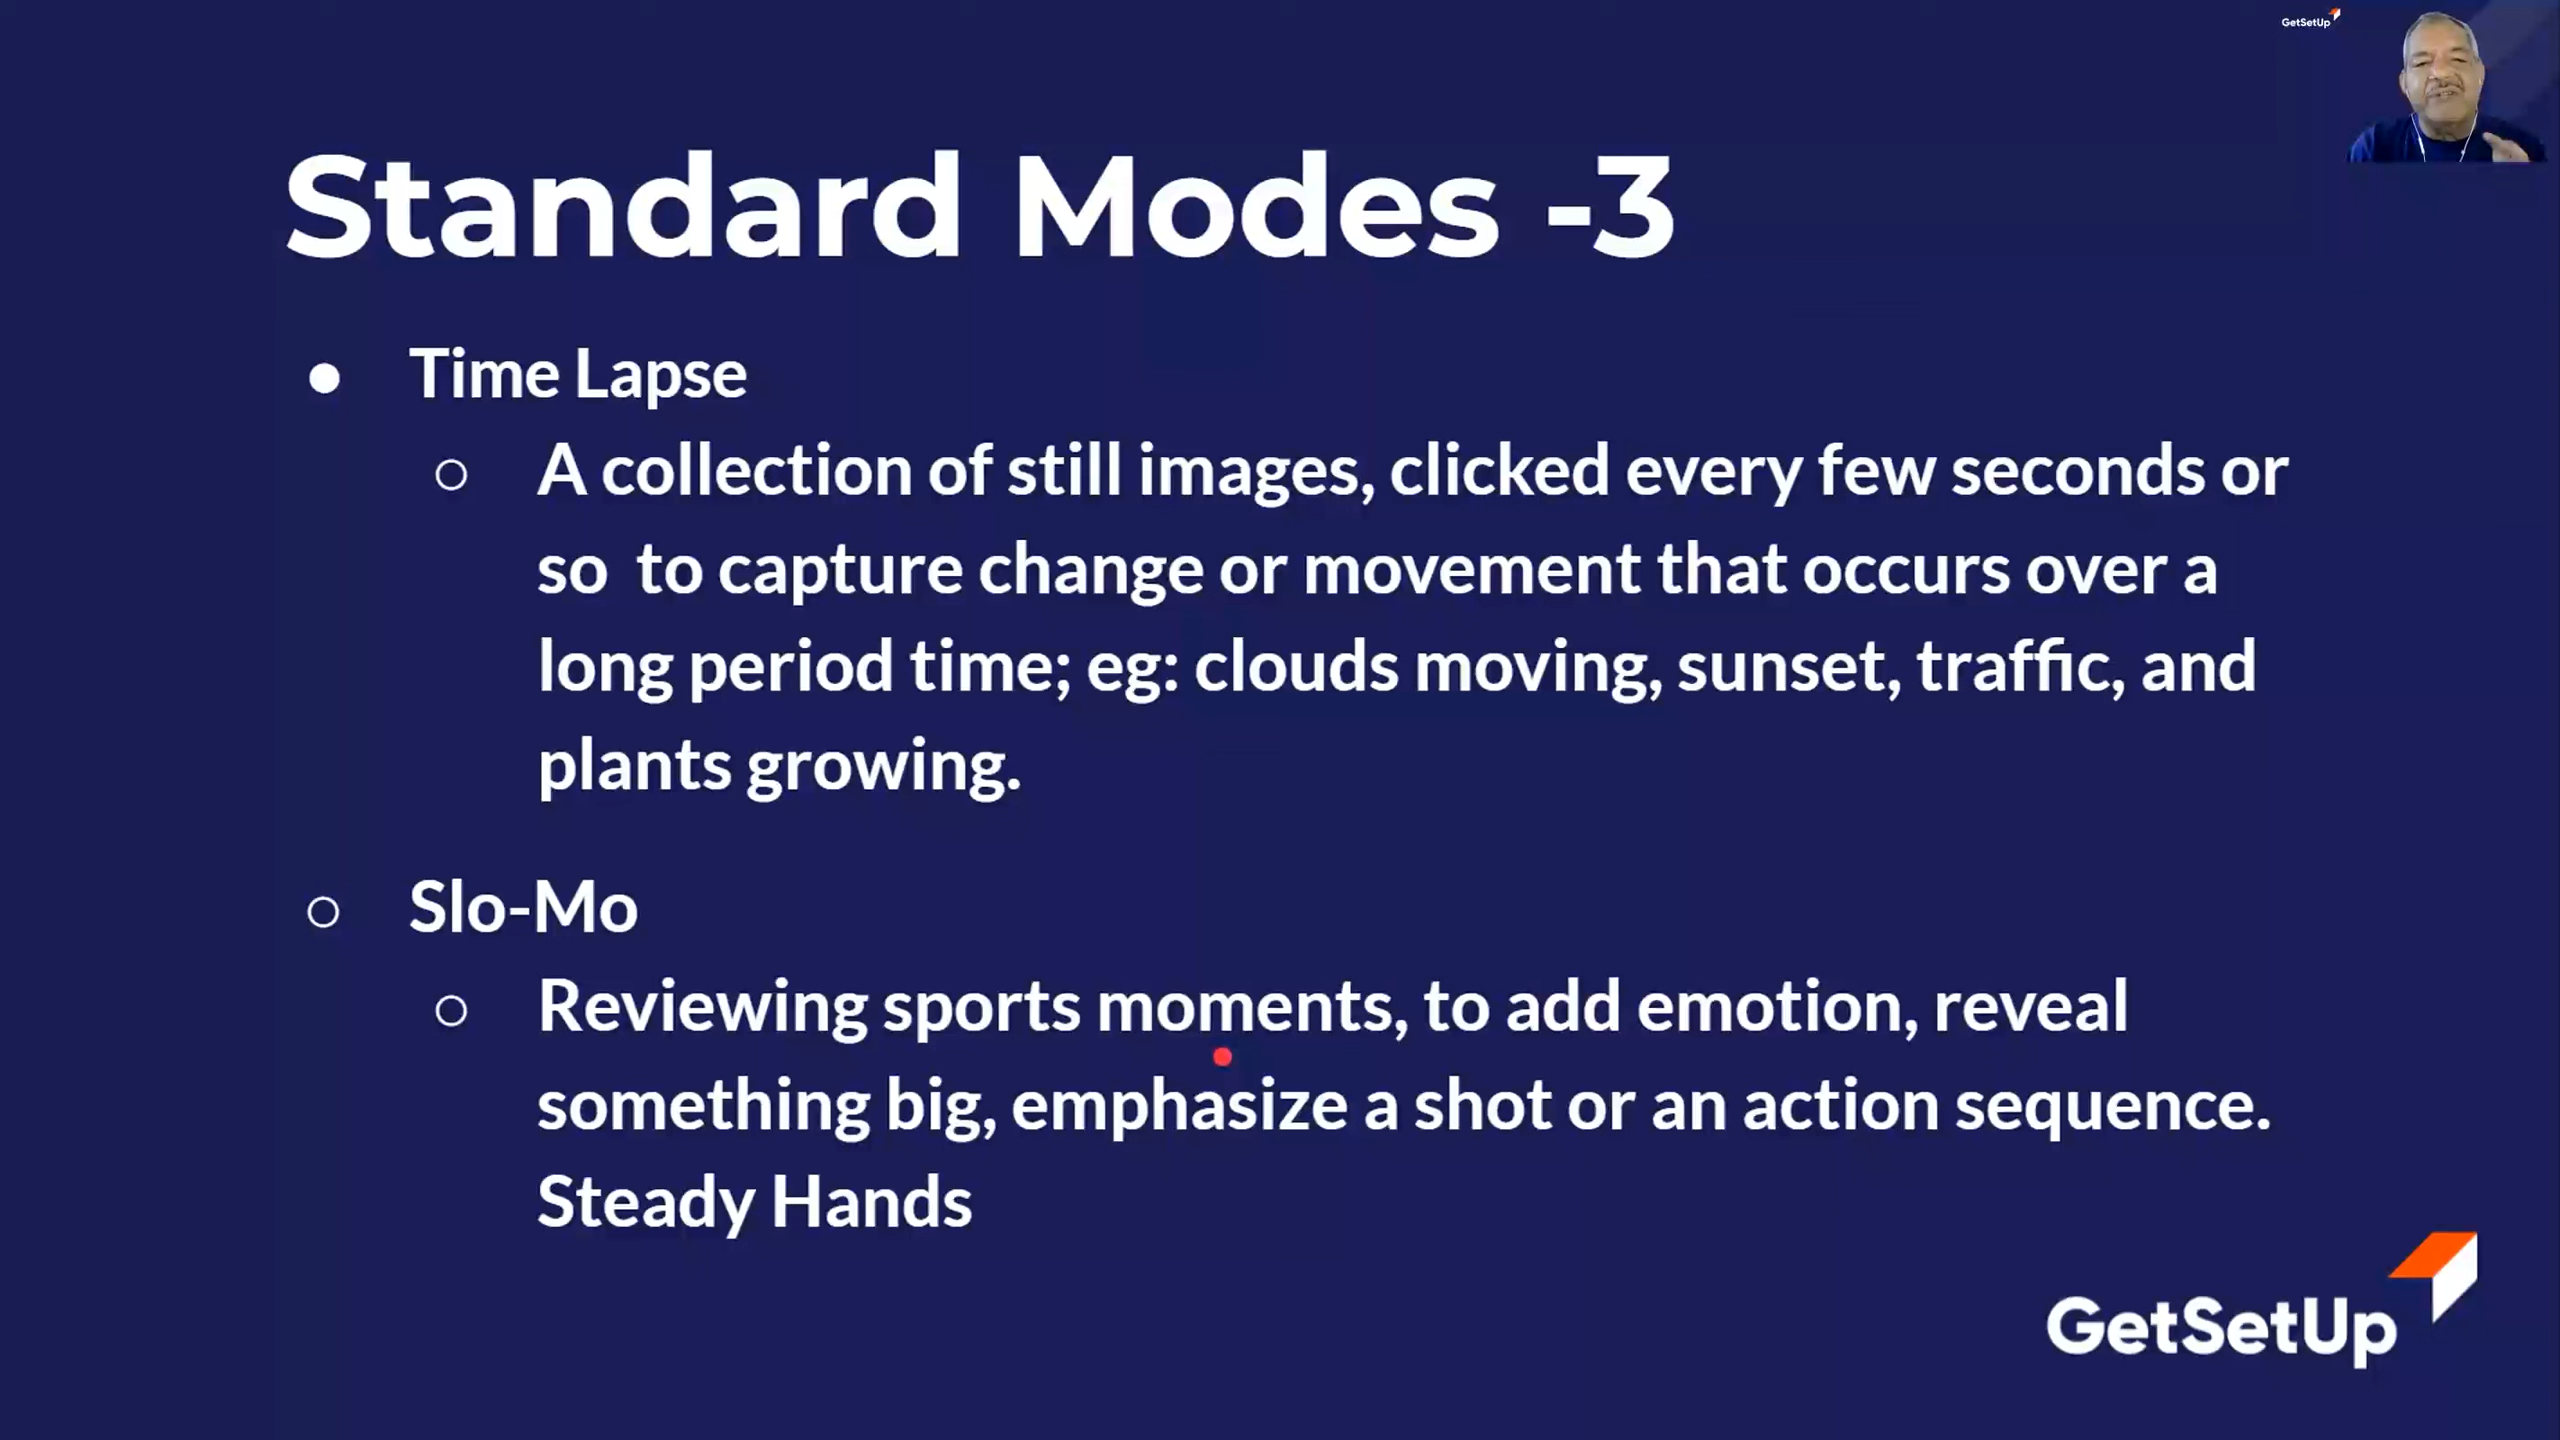 GetSetUp
Standard Modes -3
● Time Lapse
○ A collection of still images, clicked every few seconds or
so  to capture change or movement that occurs over a
long period time; eg: clouds moving, sunset, traffic, and
plants growing.
○ Slo-Mo
○ Reviewing sports moments, to add emotion, reveal
something big, emphasize a shot or an action sequence.
Steady Hands
GetSetUp